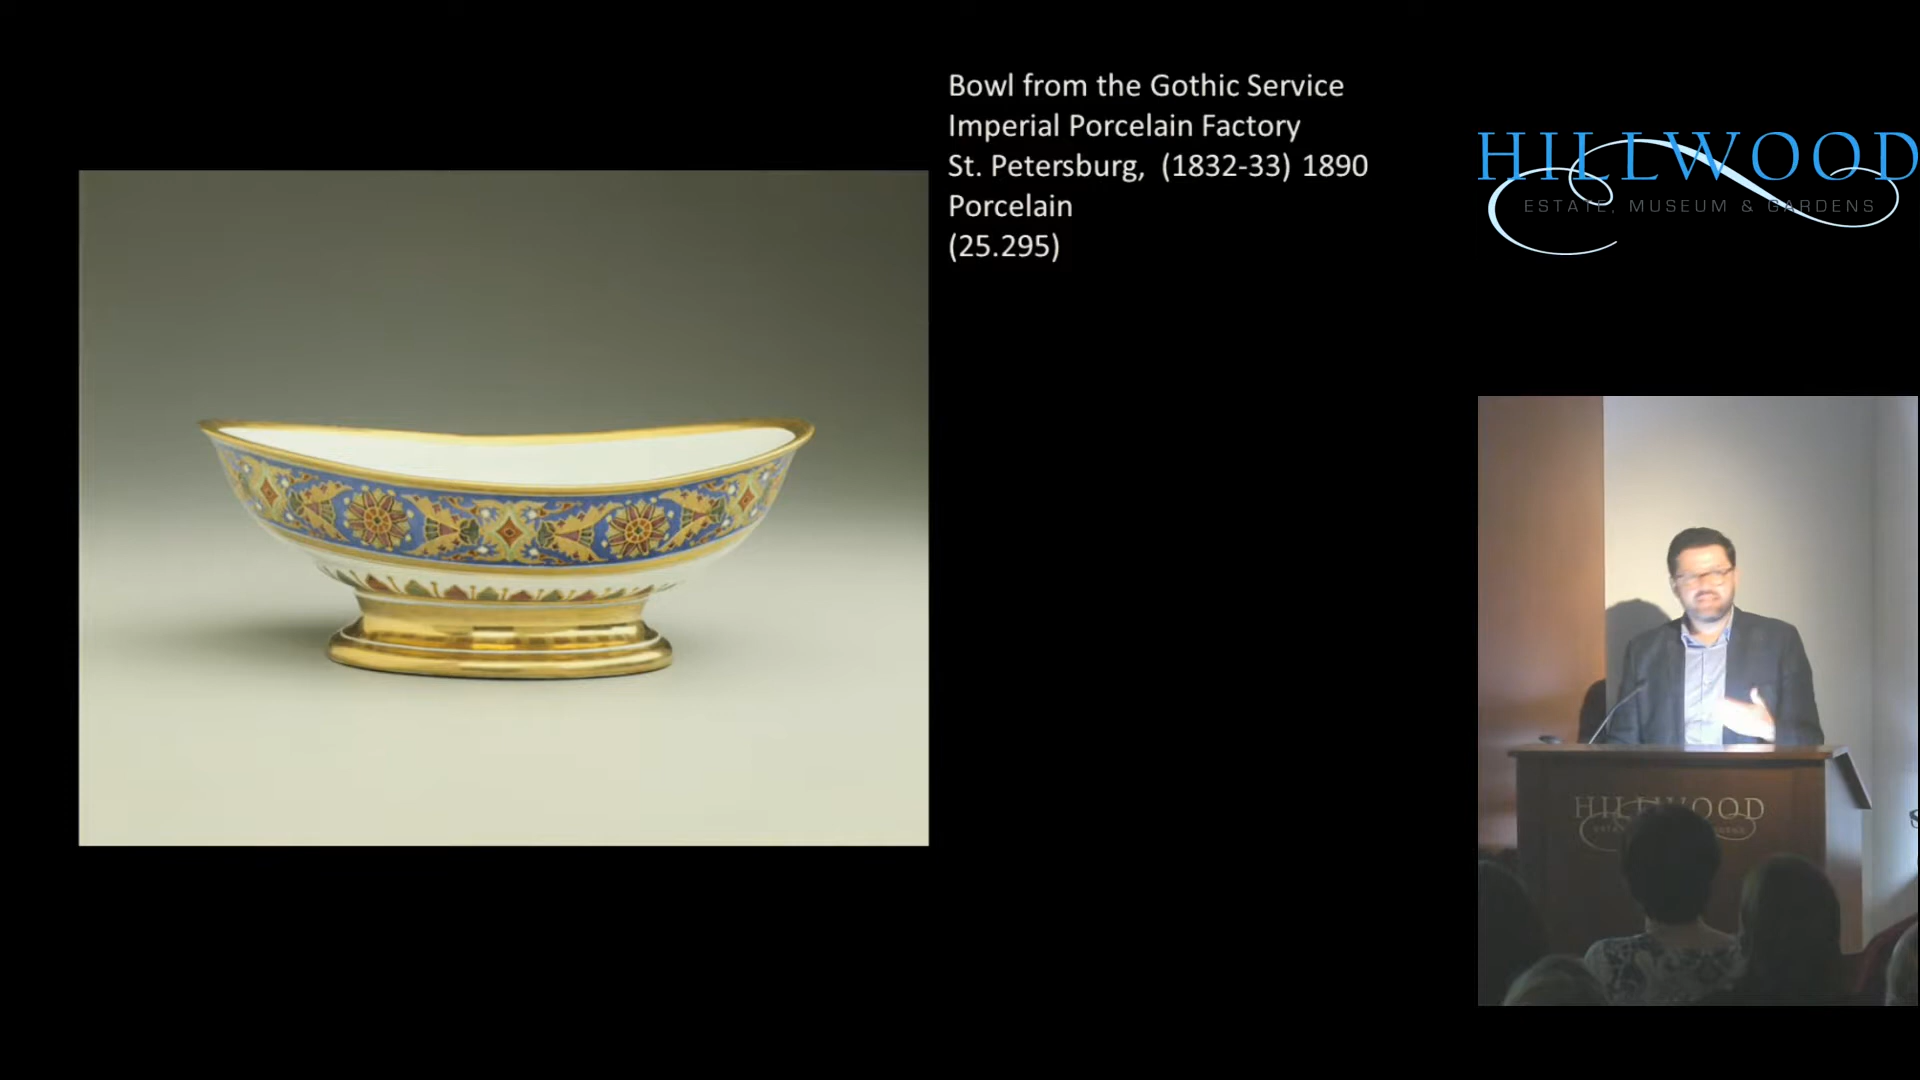 Bowl from the Gothic Service
Imperial Porcelain Factory
St. Petersburg, (1832-33) 1890
Porcelain
(25.295)
HILLWOOD
ESTATE, MUSEUM & GARDENS
HILLWOOD